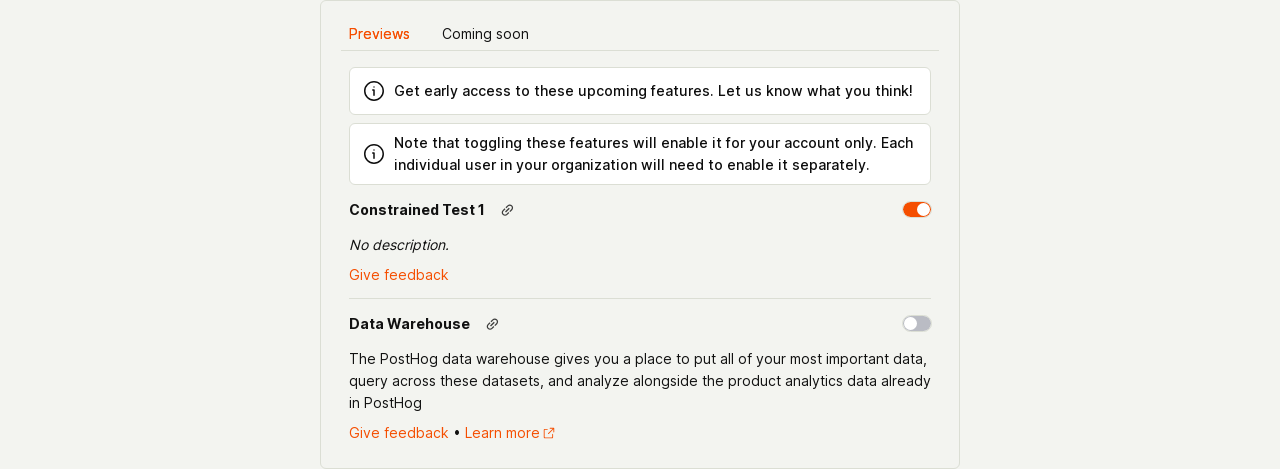 Previews Coming soon
Get early access to these upcoming features. Let us know what you think!
Note that toggling these features will enable it for your account only. Each
individual user in your organization will need to enable it separately.
Constrained Test 1
No description.
Give feedback
Data Warehouse
The PostHog data warehouse gives you a place to put all of your most important data,
query across these datasets, and analyze alongside the product analytics data already
in PostHog
Give feedback • Learn more